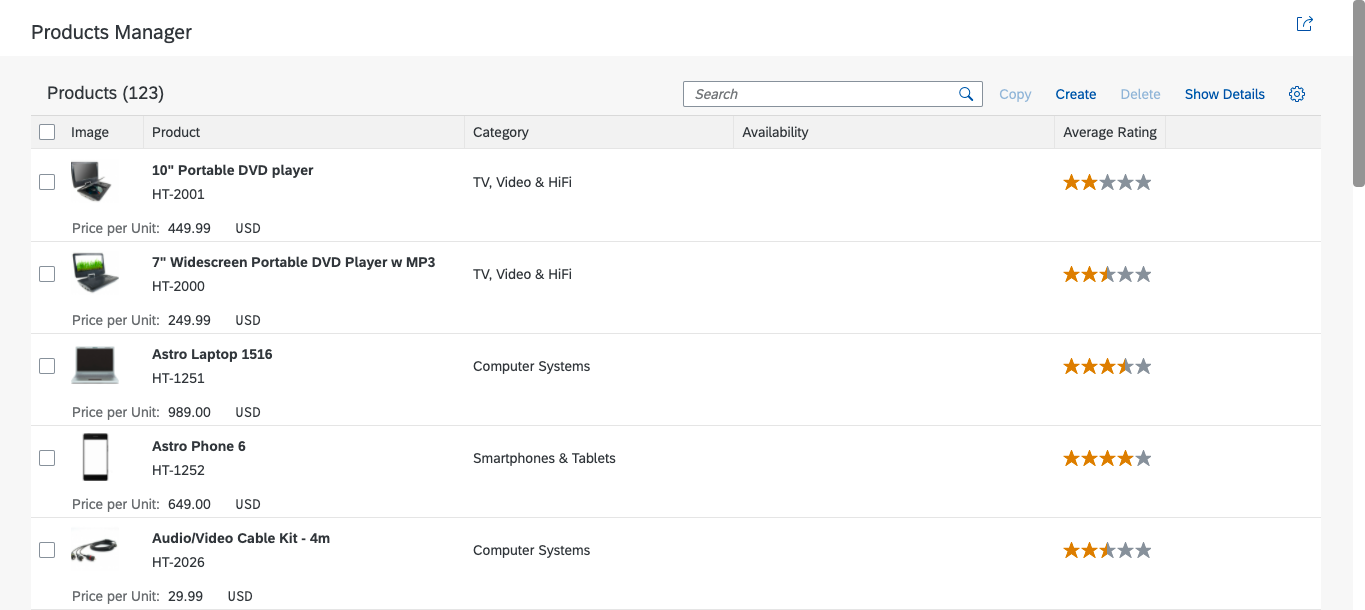 Products Manager
Products (123)
Search
Copy
Create
Delete
Show Details
Image
Product
Category
Availability
Average Rating
10" Portable DVD player
HT-2001
TV, Video & HiFi
Price per Unit: 449.99 USD
7" Widescreen Portable DVD Player w MP3
HT-2000
TV, Video & HiFi
Price per Unit: 249.99 USD
Astro Laptop 1516
HT-1251
Computer Systems
Price per Unit: 989.00 USD
Astro Phone 6
HT-1252
Smartphones & Tablets
Price per Unit: 649.00 USD
Audio/Video Cable Kit - 4m
HT-2026
Computer Systems
Price per Unit: 29.99 USD